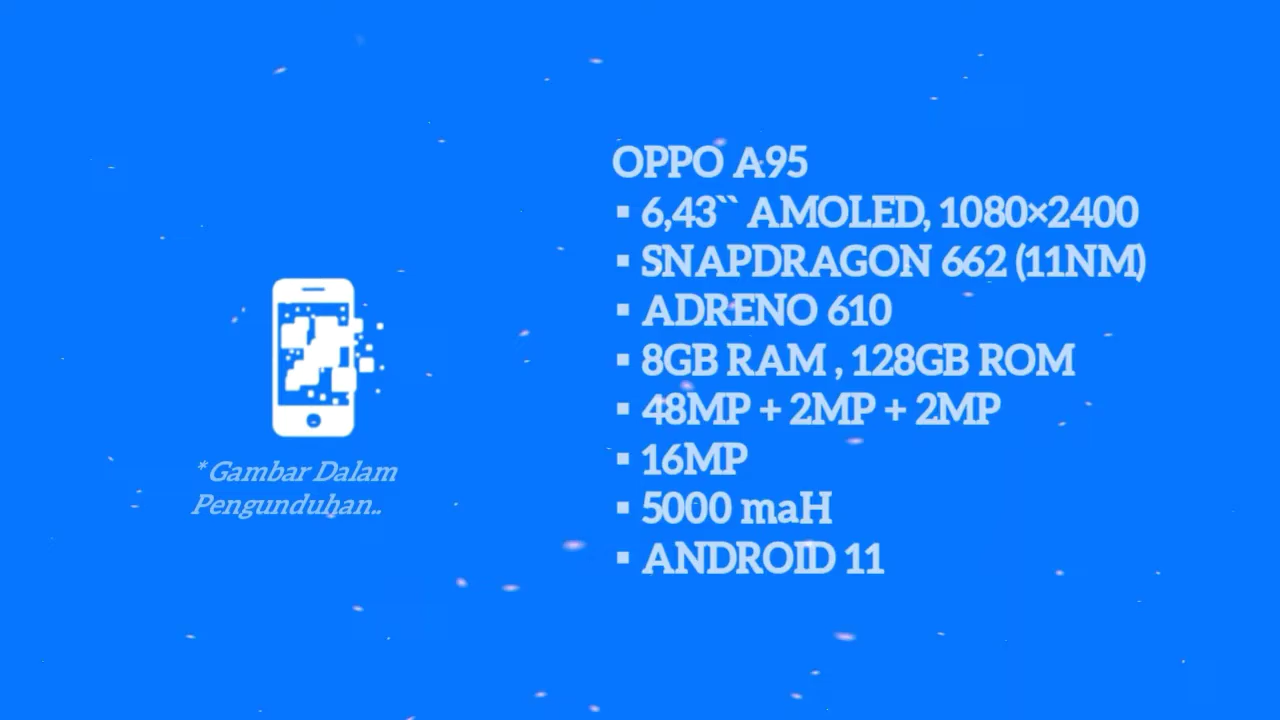 OPPO A95
▪ 6,43`` AMOLED, 1080×2400
▪ SNAPDRAGON 662 (11NM)
▪ ADRENO 610
▪ 8GB RAM , 128GB ROM
▪ 48MP + 2MP + 2MP
▪ 16MP
▪ 5000 maH
▪ ANDROID 11
*Gambar Dalam
Pengunduhan..